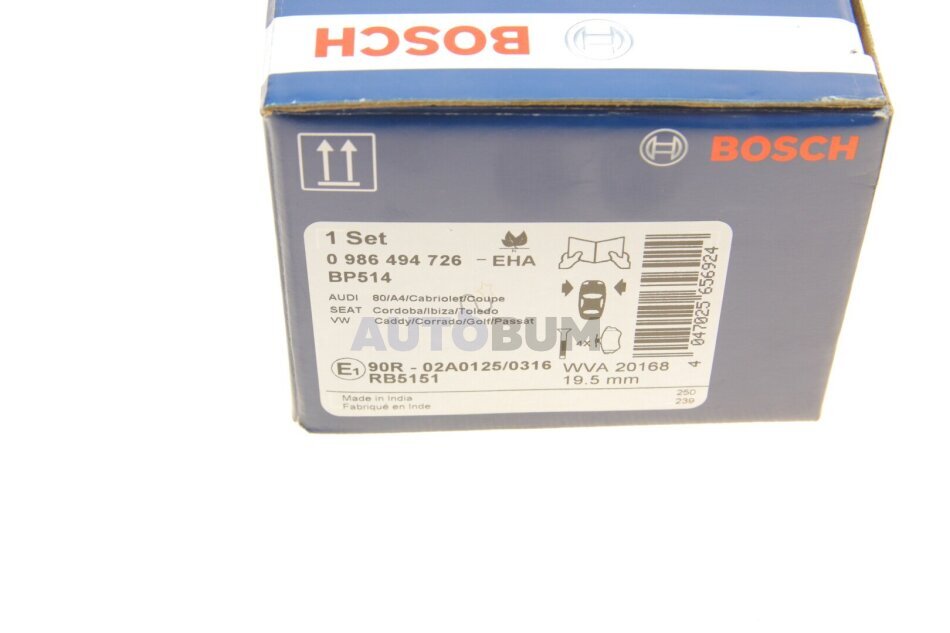 BOSCH
BOSCH
1 Set
0 986 494 726 - EHA
BP514
AUDI 80/A4/Cabriolet/Coupe
SEAT Cordoba/Ibiza/Toledo
VW Caddy/Corrado/Golf/Passat
AUTOBUM
4X
4 047025 656924
E1 90R - 02A0125/0316
RB5151
WVA 20168
19.5 mm
Made in India
Fabriqué en Inde
250
239